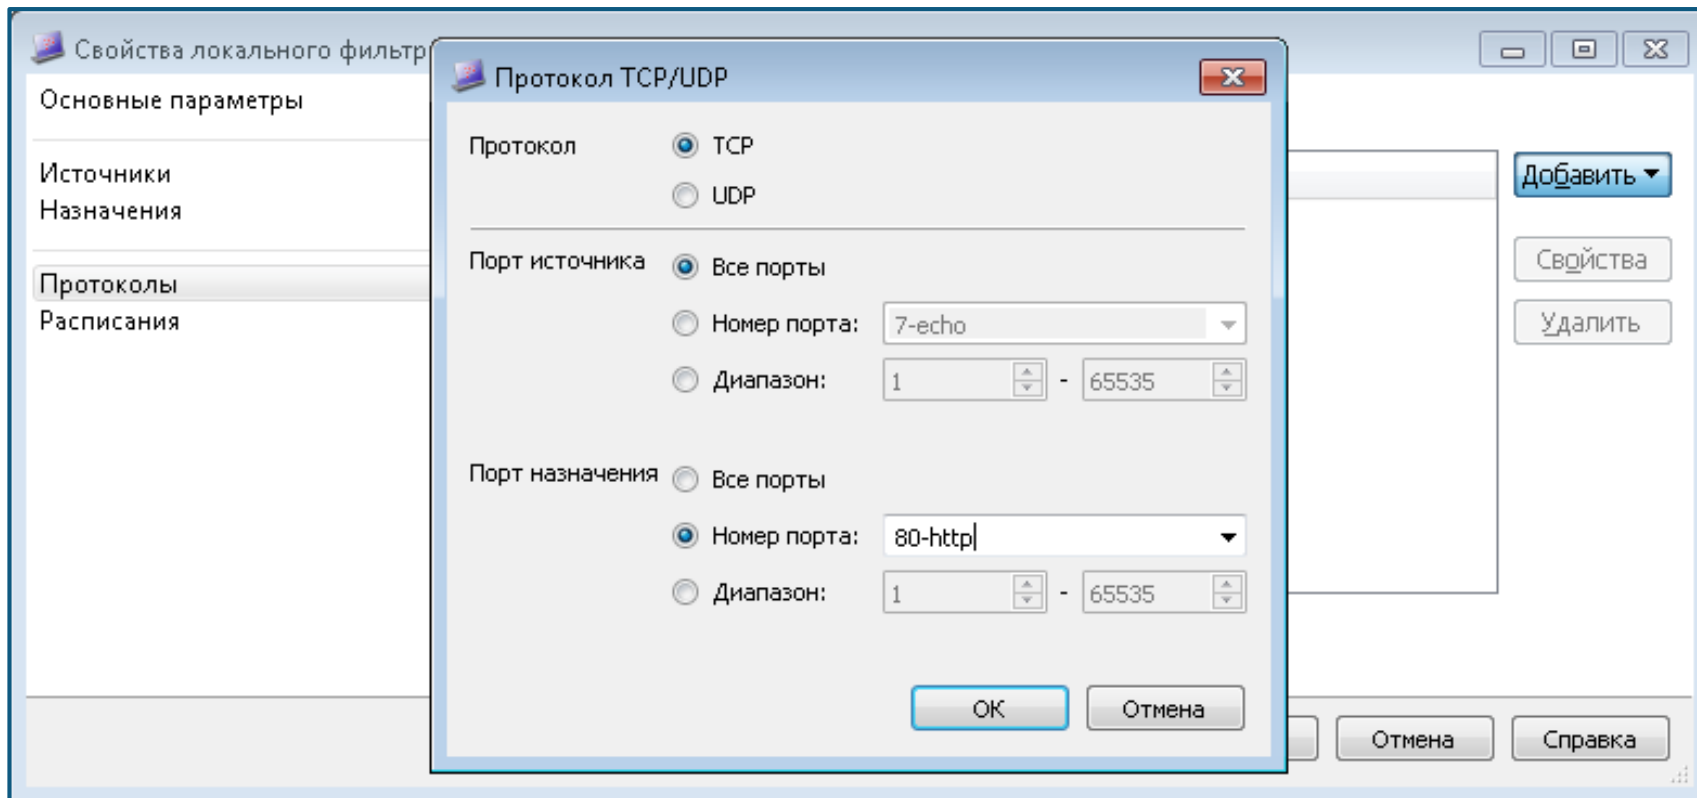 Свойства локального фильтр
Основные параметры
Источники
Назначения
Протоколы
Расписания
Протокол TCP/UDP
Протокол
TCP
UDP
Порт источника
Все порты
Номер порта: 7-echo
Диапазон: 1 - 65535
Порт назначения
Все порты
Номер порта: 80-http
Диапазон: 1 - 65535
ОК
Отмена
Добавить
Свойства
Удалить
Отмена
Справка